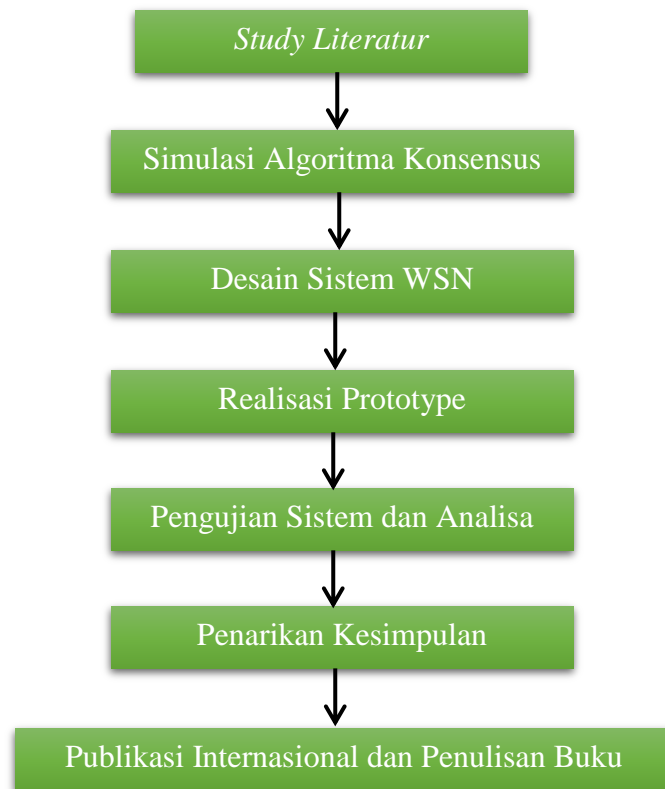 Study Literatur
Simulasi Algoritma Konsensus
Desain Sistem WSN
Realisasi Prototype
Pengujian Sistem dan Analisa
Penarikan Kesimpulan
Publikasi Internasional dan Penulisan Buku